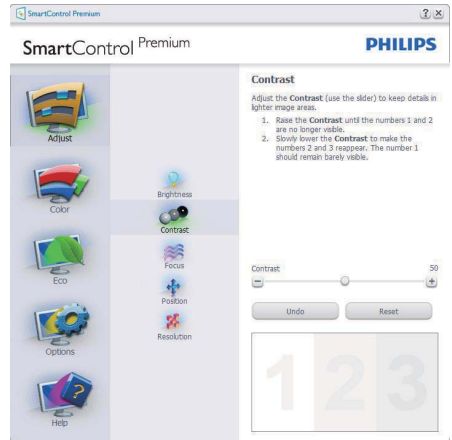 SmartControl Premium
? x
SmartControl Premium
PHILIPS
Adjust
Color
Eco
Options
Help
Brightness
Contrast
Focus
Position
Resolution
Contrast
Adjust the Contrast (use the slider) to keep details in
lighter image areas.
1. Raise the Contrast until the numbers 1 and 2
are no longer visible.
2. Slowly lower the Contrast to make the
numbers 2 and 3 reappear. The number 1
should remain barely visible.
Contrast 50
Undo Reset
1 2 3